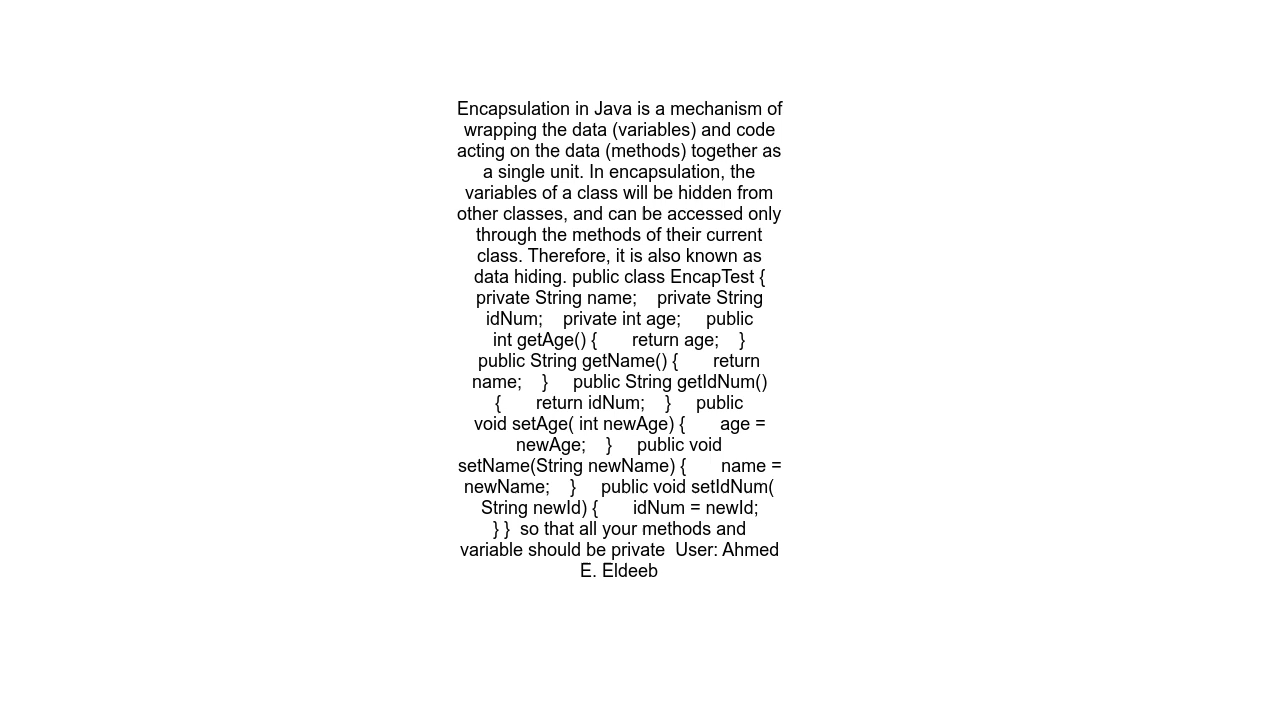 Encapsulation in Java is a mechanism of
wrapping the data (variables) and code
acting on the data (methods) together as
a single unit. In encapsulation, the
variables of a class will be hidden from
other classes, and can be accessed only
through the methods of their current
class. Therefore, it is also known as
data hiding. public class EncapTest {
private String name;    private String
idNum;    private int age;     public
int getAge() {       return age;    }
public String getName() {       return
name;    }     public String getIdNum()
{       return idNum;    }     public
void setAge( int newAge) {       age =
newAge;    }     public void
setName(String newName) {       name =
newName;    }     public void setIdNum(
String newId) {       idNum = newId;
} }  so that all your methods and
variable should be private  User: Ahmed
E. Eldeeb